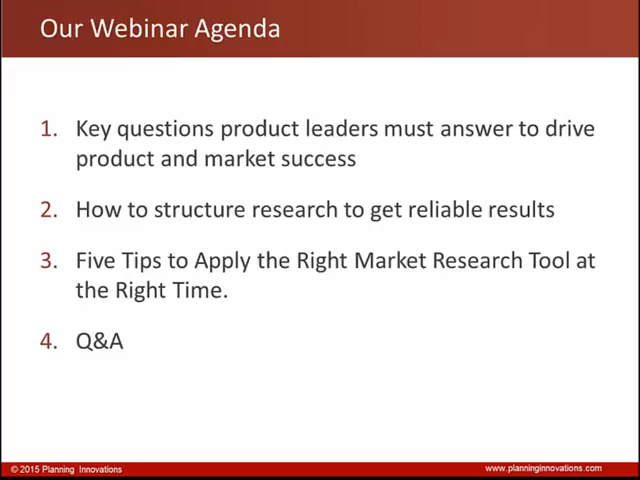 Our Webinar Agenda
1. Key questions product leaders must answer to drive
product and market success
2. How to structure research to get reliable results
3. Five Tips to Apply the Right Market Research Tool at
the Right Time.
4. Q&A
© 2015 Planning Innovations
www.planninginnovations.com